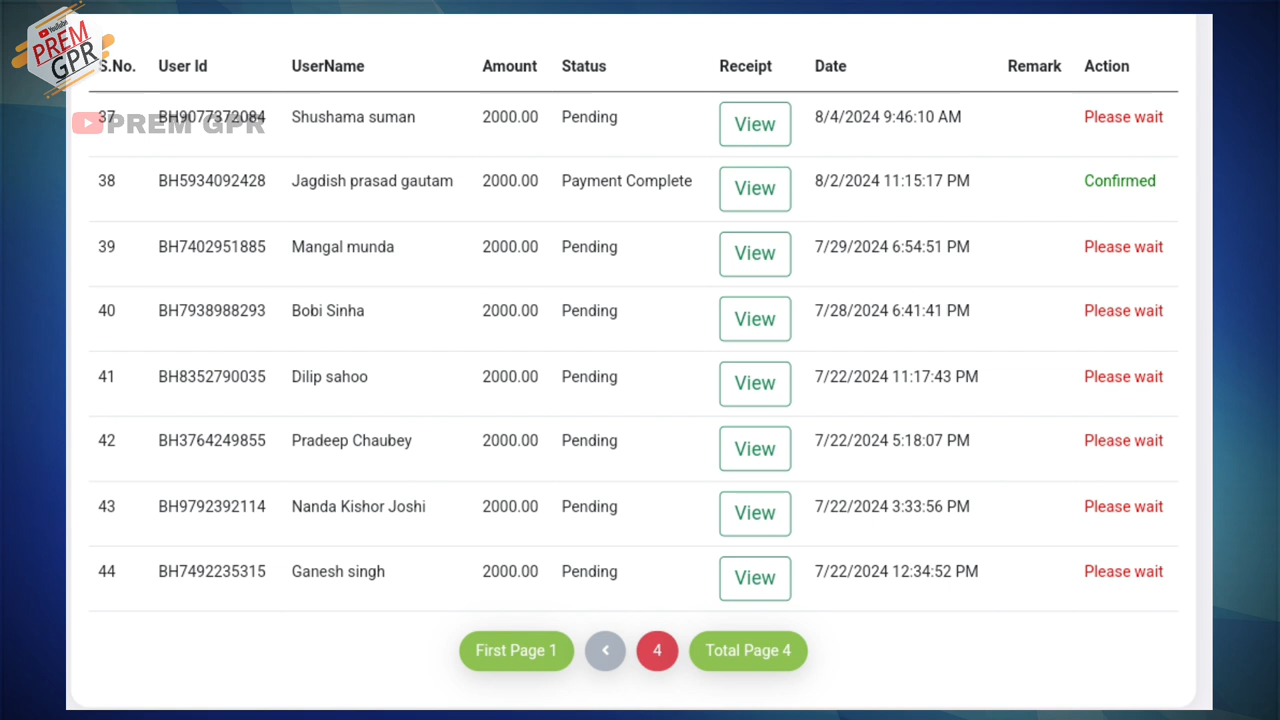 YouTube
PREM
GPR
S.No. User Id UserName Amount Status Receipt Date Remark Action
37 BH9077372084 Shushama suman 2000.00 Pending View 8/4/2024 9:46:10 AM Please wait
PREM GPR
38 BH5934092428 Jagdish prasad gautam 2000.00 Payment Complete View 8/2/2024 11:15:17 PM Confirmed
39 BH7402951885 Mangal munda 2000.00 Pending View 7/29/2024 6:54:51 PM Please wait
40 BH7938988293 Bobi Sinha 2000.00 Pending View 7/28/2024 6:41:41 PM Please wait
41 BH8352790035 Dilip sahoo 2000.00 Pending View 7/22/2024 11:17:43 PM Please wait
42 BH3764249855 Pradeep Chaubey 2000.00 Pending View 7/22/2024 5:18:07 PM Please wait
43 BH9792392114 Nanda Kishor Joshi 2000.00 Pending View 7/22/2024 3:33:56 PM Please wait
44 BH7492235315 Ganesh singh 2000.00 Pending View 7/22/2024 12:34:52 PM Please wait
First Page 1 4 Total Page 4